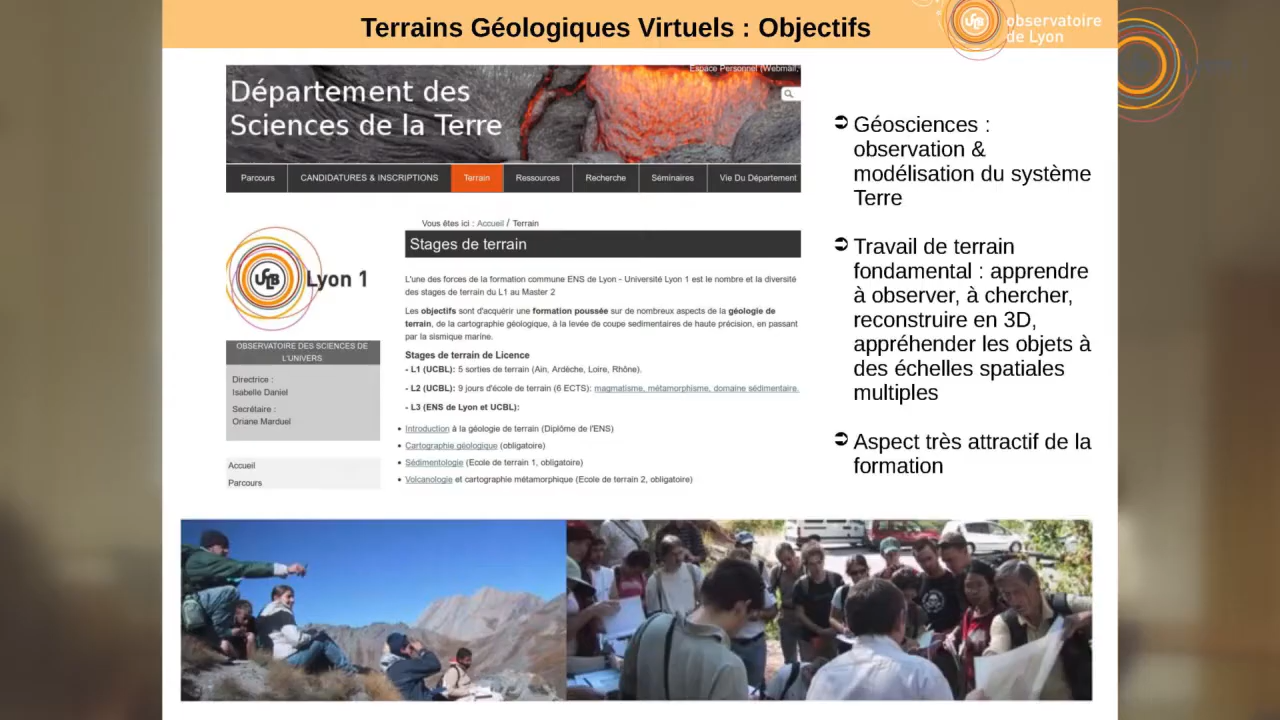 Terrains Géologiques Virtuels : Objectifs
UCBL
observatoire
de Lyon
Espace Personnel (Webmail,
Département des
Sciences de la Terre
Parcours
CANDIDATURES & INSCRIPTIONS
Terrain
Ressources
Recherche
Séminaires
Vie Du Département
Vous êtes ici : Accueil / Terrain
Stages de terrain
UCBL
Lyon 1
L'une des forces de la formation commune ENS de Lyon - Université Lyon 1 est le nombre et la diversité
des stages de terrain du L1 au Master 2
Les objectifs sont d'acquérir une formation poussée sur de nombreux aspects de la géologie de
terrain, de la cartographie géologique, à la levée de coupe sedimentaires de haute précision, en passant
par la sismique marine.
Stages de terrain de Licence
- L1 (UCBL): 5 sorties de terrain (Ain, Ardèche, Loire, Rhône).
- L2 (UCBL): 9 jours d'école de terrain (6 ECTS): magmatisme, métamorphisme, domaine sédimentaire.
- L3 (ENS de Lyon et UCBL):
• Introduction à la géologie de terrain (Diplôme de l'ENS)
• Cartographie géologique (obligatoire)
• Sédimentologie (Ecole de terrain 1, obligatoire)
• Volcanologie et cartographie métamorphique (Ecole de terrain 2, obligatoire)
OBSERVATOIRE DES SCIENCES DE
L'UNIVERS
Directrice :
Isabelle Daniel
Secrétaire :
Oriane Marduel
Accueil
Parcours
➲ Géosciences :
observation &
modélisation du système
Terre
➲ Travail de terrain
fondamental : apprendre
à observer, à chercher,
reconstruire en 3D,
appréhender les objets à
des échelles spatiales
multiples
➲ Aspect très attractif de la
formation